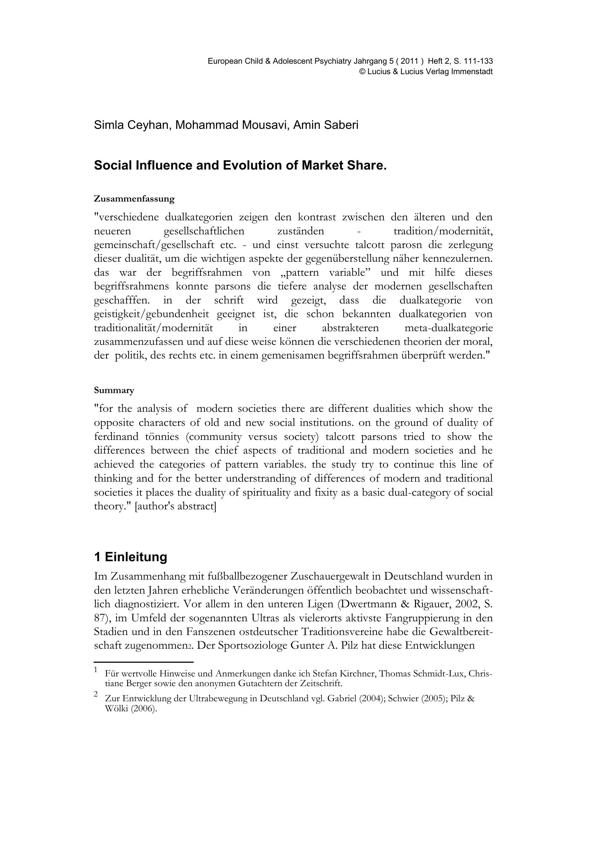 European Child & Adolescent Psychiatry Jahrgang 5 ( 2011 ) Heft 2, S. 111-133
© Lucius & Lucius Verlag Immenstadt
Simla Ceyhan, Mohammad Mousavi, Amin Saberi
Social Influence and Evolution of Market Share.
Zusammenfassung
"verschiedene dualkategorien zeigen den kontrast zwischen den älteren und den
neueren gesellschaftlichen zuständen - tradition/modernität,
gemeinschaft/gesellschaft etc. - und einst versuchte talcott parosn die zerlegung
dieser dualität, um die wichtigen aspekte der gegenüberstellung näher kennezulernen.
das war der begriffsrahmen von „pattern variable” und mit hilfe dieses
begriffsrahmens konnte parsons die tiefere analyse der modernen gesellschaften
geschafffen. in der schrift wird gezeigt, dass die dualkategorie von
geistigkeit/gebundenheit geeignet ist, die schon bekannten dualkategorien von
traditionalität/modernität in einer abstrakteren meta-dualkategorie
zusammenzufassen und auf diese weise können die verschiedenen theorien der moral,
der politik, des rechts etc. in einem gemenisamen begriffsrahmen überprüft werden."
Summary
"for the analysis of modern societies there are different dualities which show the
opposite characters of old and new social institutions. on the ground of duality of
ferdinand tönnies (community versus society) talcott parsons tried to show the
differences between the chief aspects of traditional and modern societies and he
achieved the categories of pattern variables. the study try to continue this line of
thinking and for the better understranding of differences of modern and traditional
societies it places the duality of spirituality and fixity as a basic dual-category of social
theory." [author's abstract]
1 Einleitung
Im Zusammenhang mit fußballbezogener Zuschauergewalt in Deutschland wurden in
den letzten Jahren erhebliche Veränderungen öffentlich beobachtet und wissenschaft-
lich diagnostiziert. Vor allem in den unteren Ligen (Dwertmann & Rigauer, 2002, S.
87), im Umfeld der sogenannten Ultras als vielerorts aktivste Fangruppierung in den
Stadien und in den Fanszenen ostdeutscher Traditionsvereine habe die Gewaltbereit-
schaft zugenommen2. Der Sportsoziologe Gunter A. Pilz hat diese Entwicklungen
1 Für wertvolle Hinweise und Anmerkungen danke ich Stefan Kirchner, Thomas Schmidt-Lux, Chris-
tiane Berger sowie den anonymen Gutachtern der Zeitschrift.
2 Zur Entwicklung der Ultrabewegung in Deutschland vgl. Gabriel (2004); Schwier (2005); Pilz &
Wölki (2006).